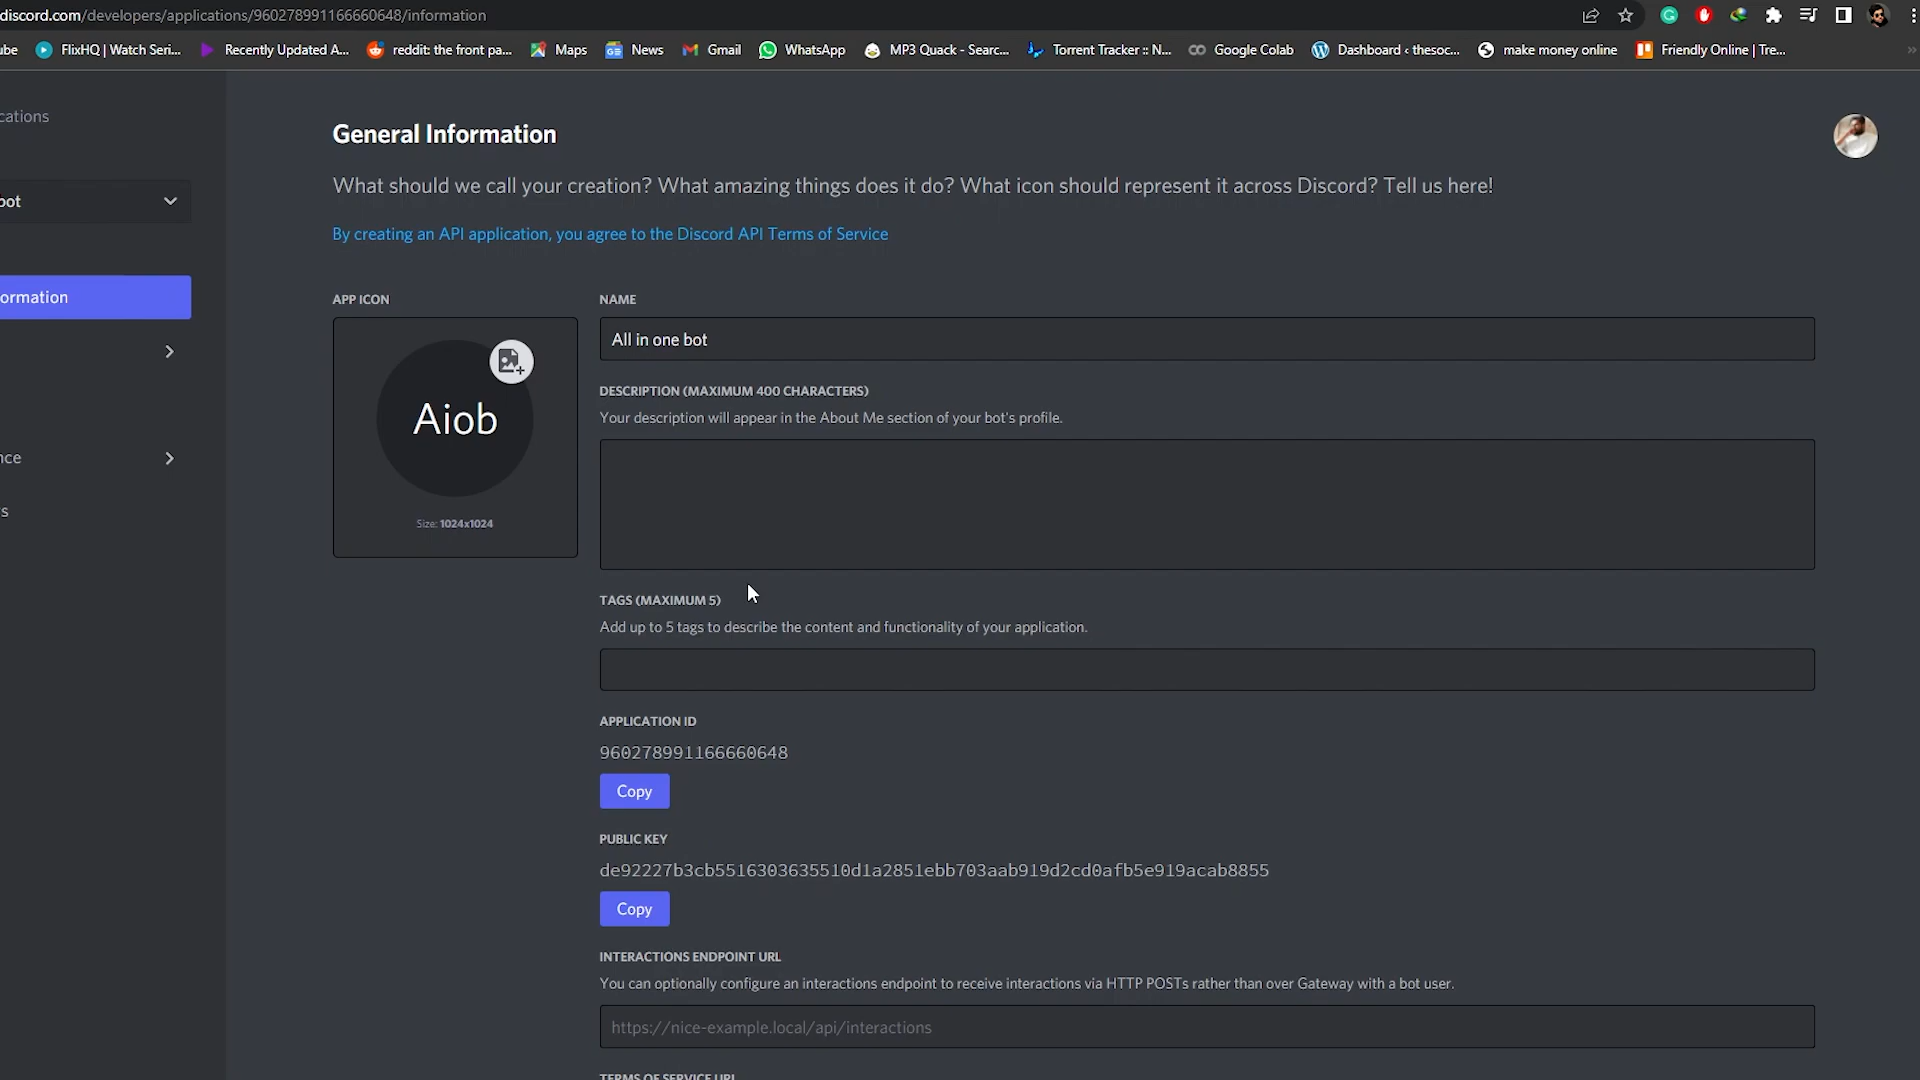 discord.com/developers/applications/960278991166660648/information
ube FlixHQ | Watch Seri... Recently Updated A... reddit: the front pa... Maps News Gmail WhatsApp MP3 Quack - Searc... Torrent Tracker :: N... Google Colab Dashboard ‹ thesoc... make money online Friendly Online | Tre... »
cations
General Information
What should we call your creation? What amazing things does it do? What icon should represent it across Discord? Tell us here!
bot
By creating an API application, you agree to the Discord API Terms of Service
ormation
APP ICON
NAME
All in one bot
Aiob
Size: 1024x1024
DESCRIPTION (MAXIMUM 400 CHARACTERS)
Your description will appear in the About Me section of your bot's profile.
nce
rs
TAGS (MAXIMUM 5)
Add up to 5 tags to describe the content and functionality of your application.
APPLICATION ID
960278991166660648
Copy
PUBLIC KEY
de92227b3cb5516303635510d1a2851ebb703aab919d2cd0afb5e919acab8855
Copy
INTERACTIONS ENDPOINT URL
You can optionally configure an interactions endpoint to receive interactions via HTTP POSTs rather than over Gateway with a bot user.
https://nice-example.local/api/interactions
TERMS OF SERVICE URL